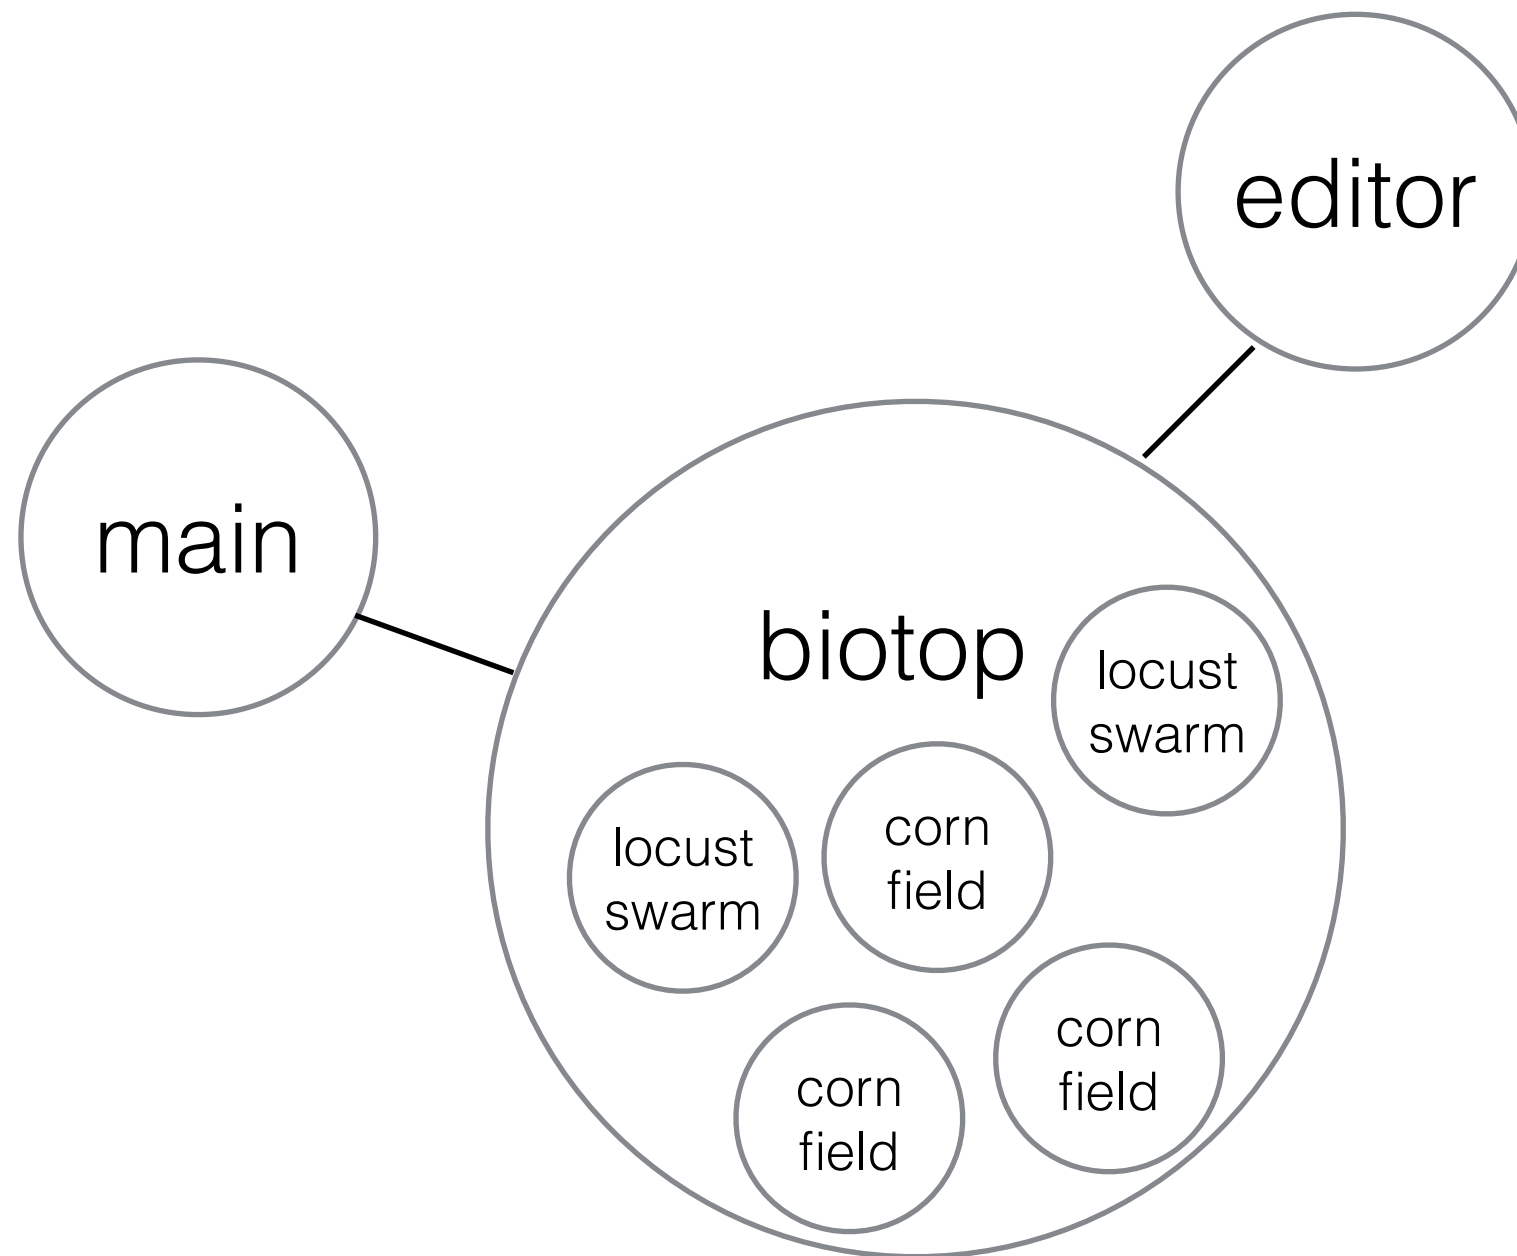 editor
main
biotop
locust
swarm
locust
swarm
corn
field
corn
field
corn
field